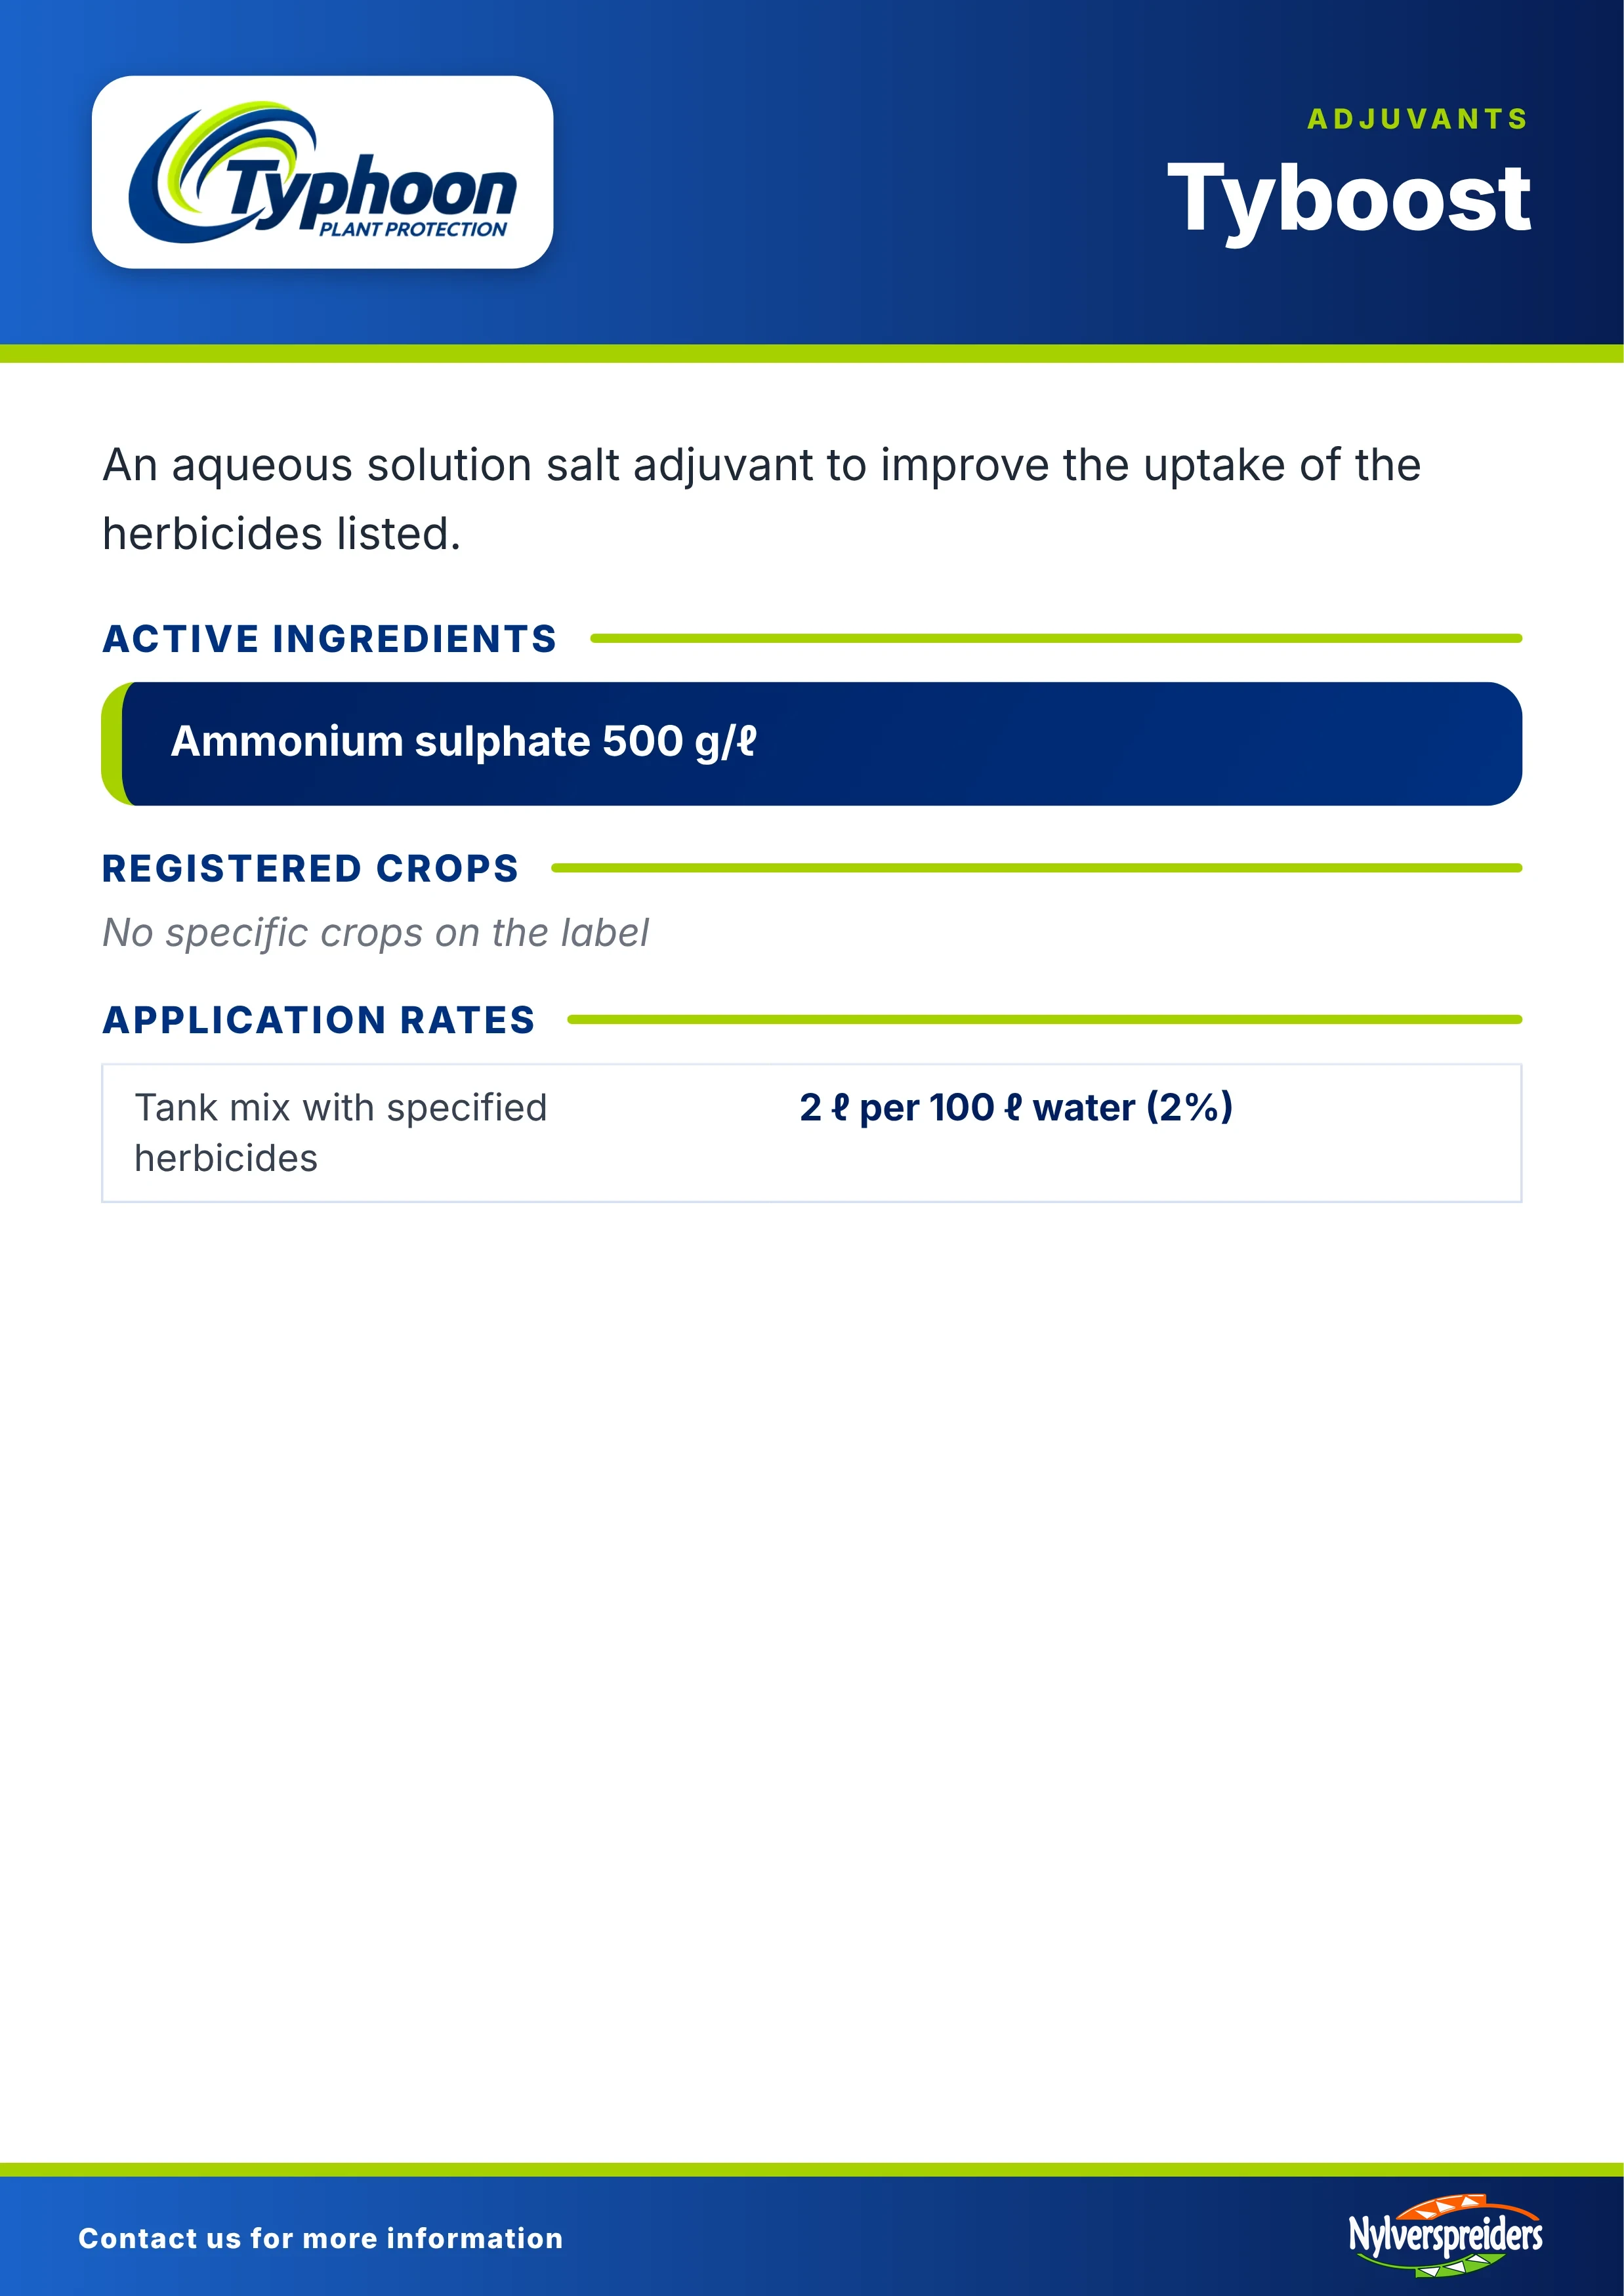 Typhoon
PLANT PROTECTION
ADJUVANTS
Tyboost
An aqueous solution salt adjuvant to improve the uptake of the
herbicides listed.
ACTIVE INGREDIENTS
Ammonium sulphate 500 g/ℓ
REGISTERED CROPS
No specific crops on the label
APPLICATION RATES
Tank mix with specified
herbicides
2 ℓ per 100 ℓ water (2%)
Contact us for more information
Nylverspreiders